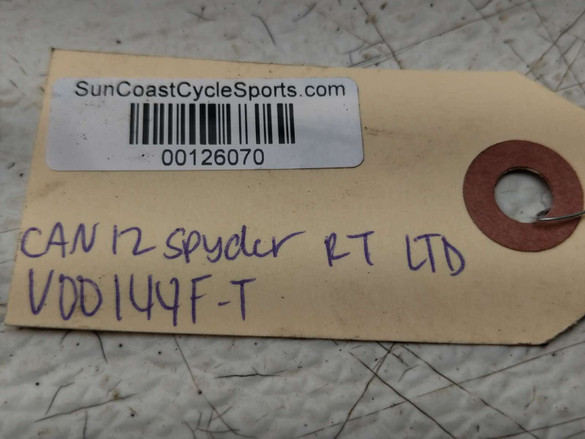 SunCoastCycleSports.com
00126070
CAN 12 Spyder RT LTD
V00144F-T